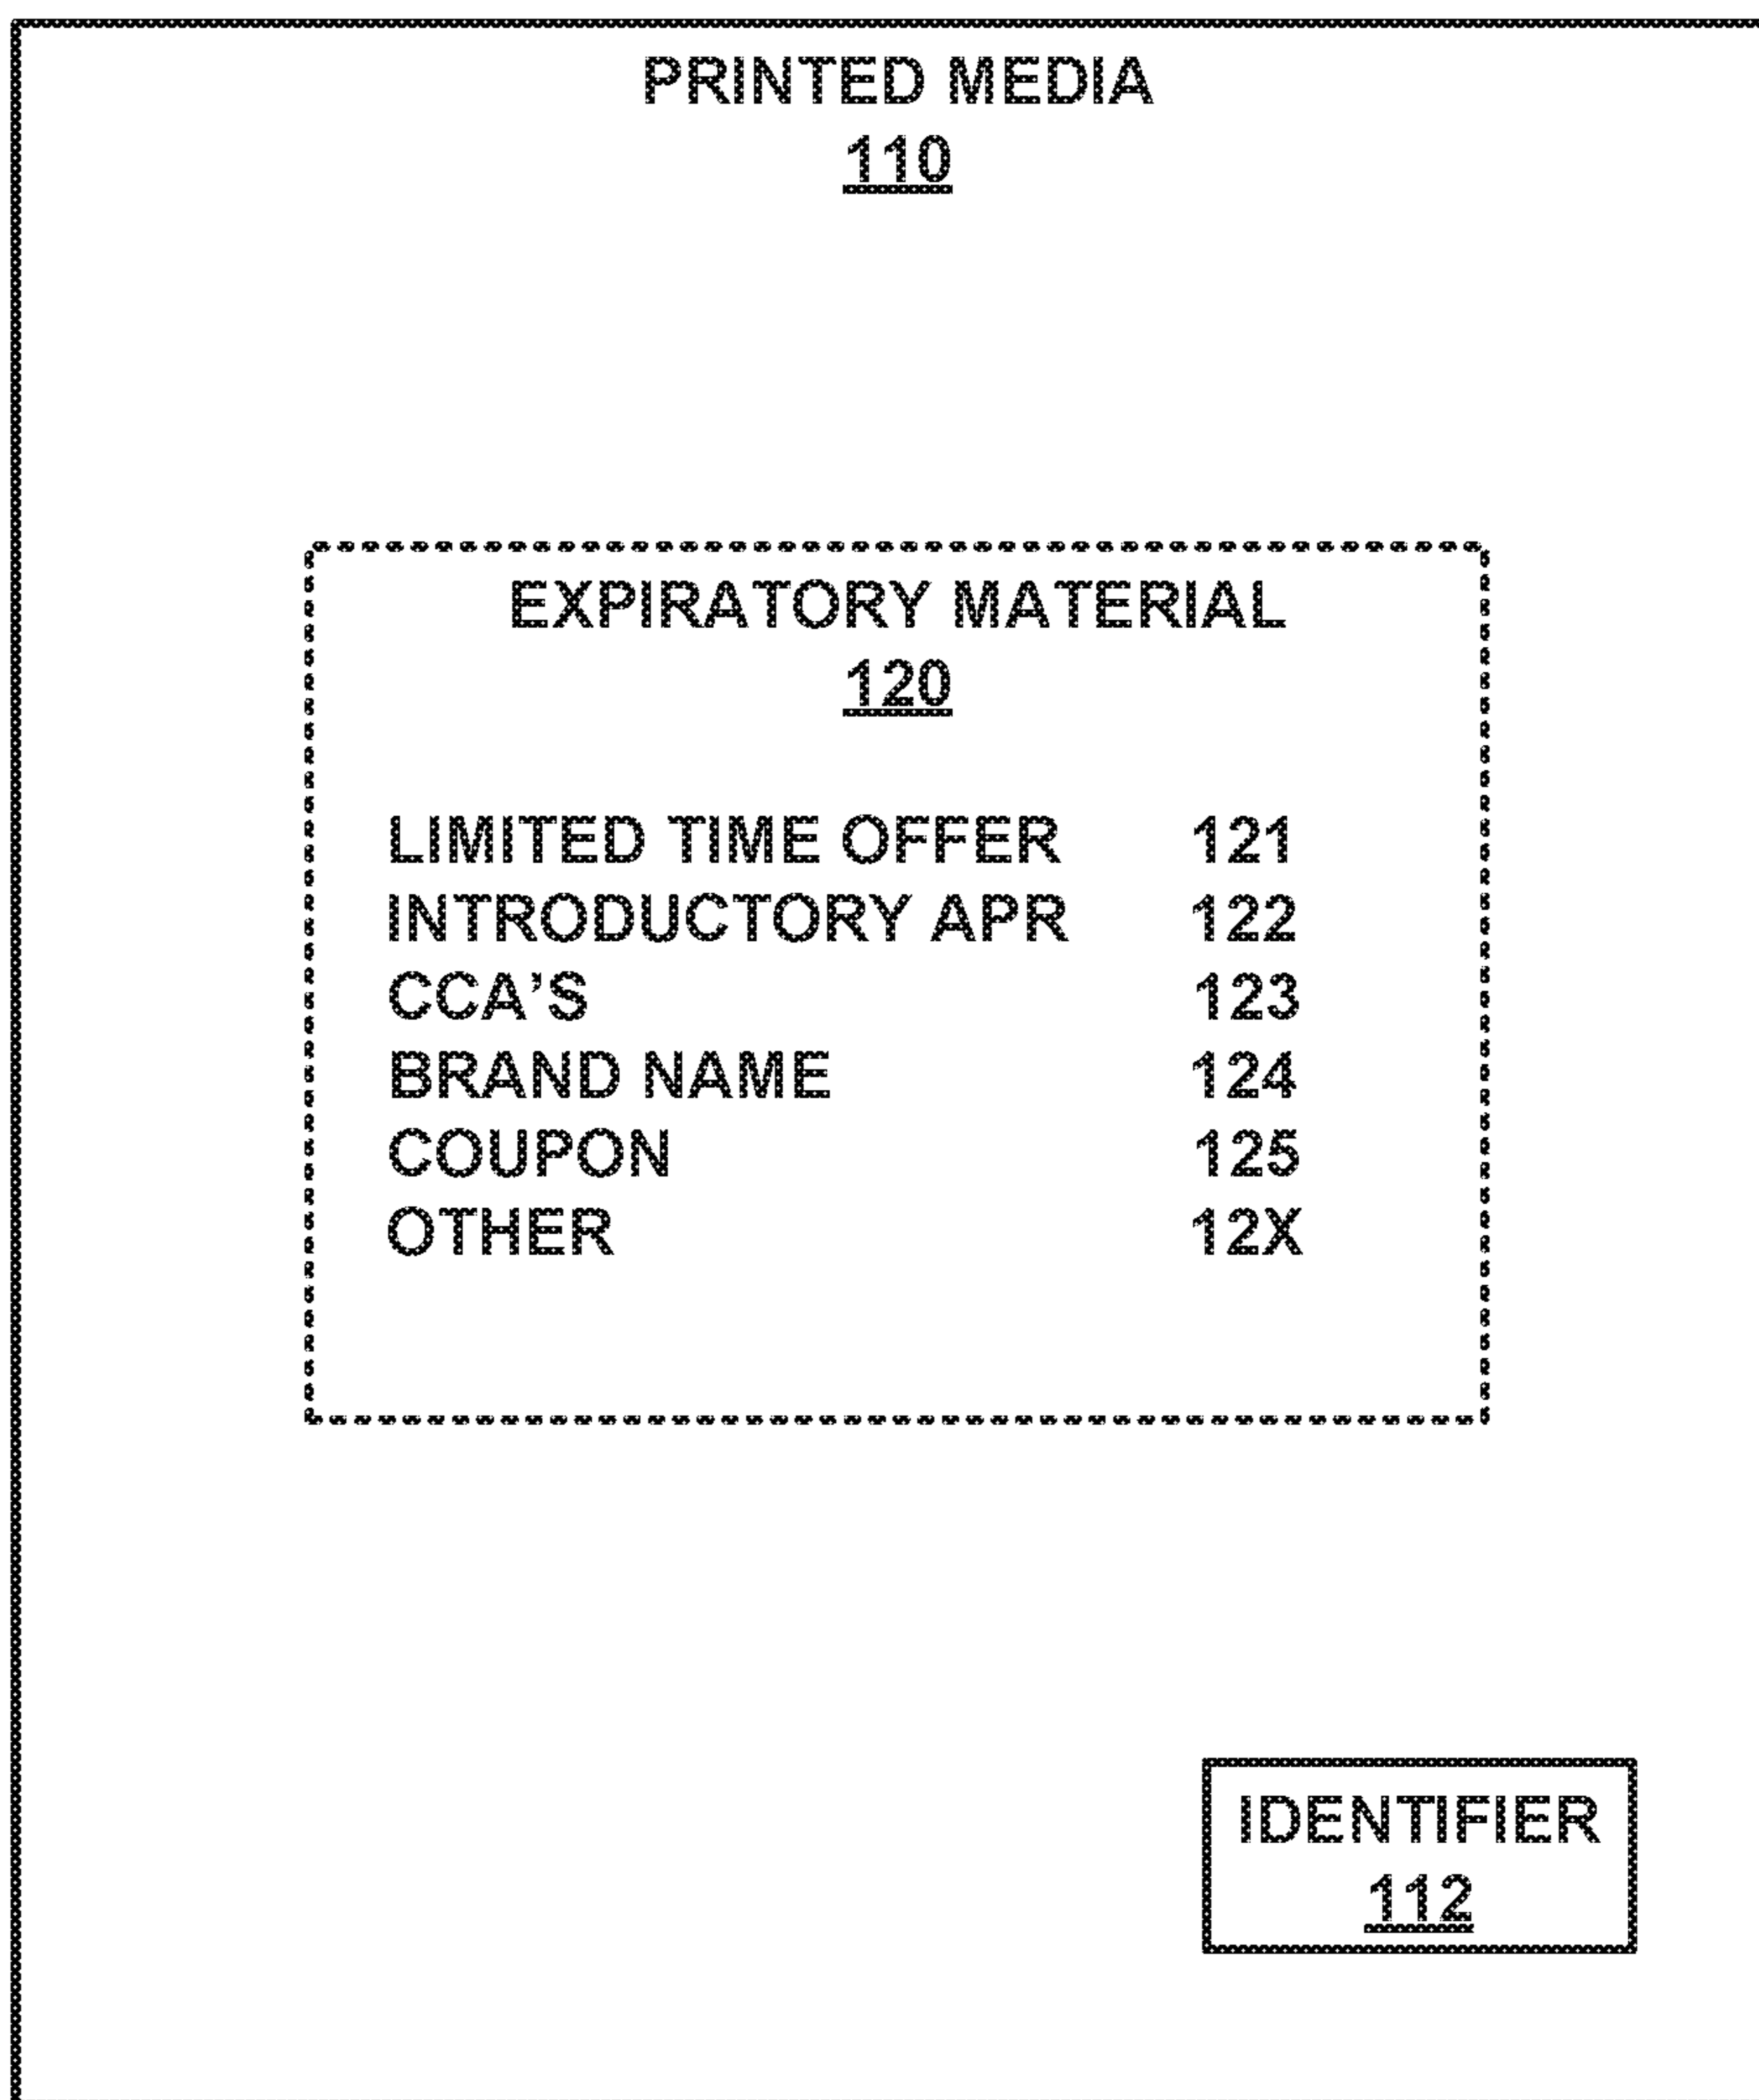 PRINTED MEDIA
110
EXPIRATORY MATERIAL
120
LIMITED TIME OFFER 121
INTRODUCTORY APR 122
CCA'S 123
BRAND NAME 124
COUPON 125
OTHER 12X
IDENTIFIER
112